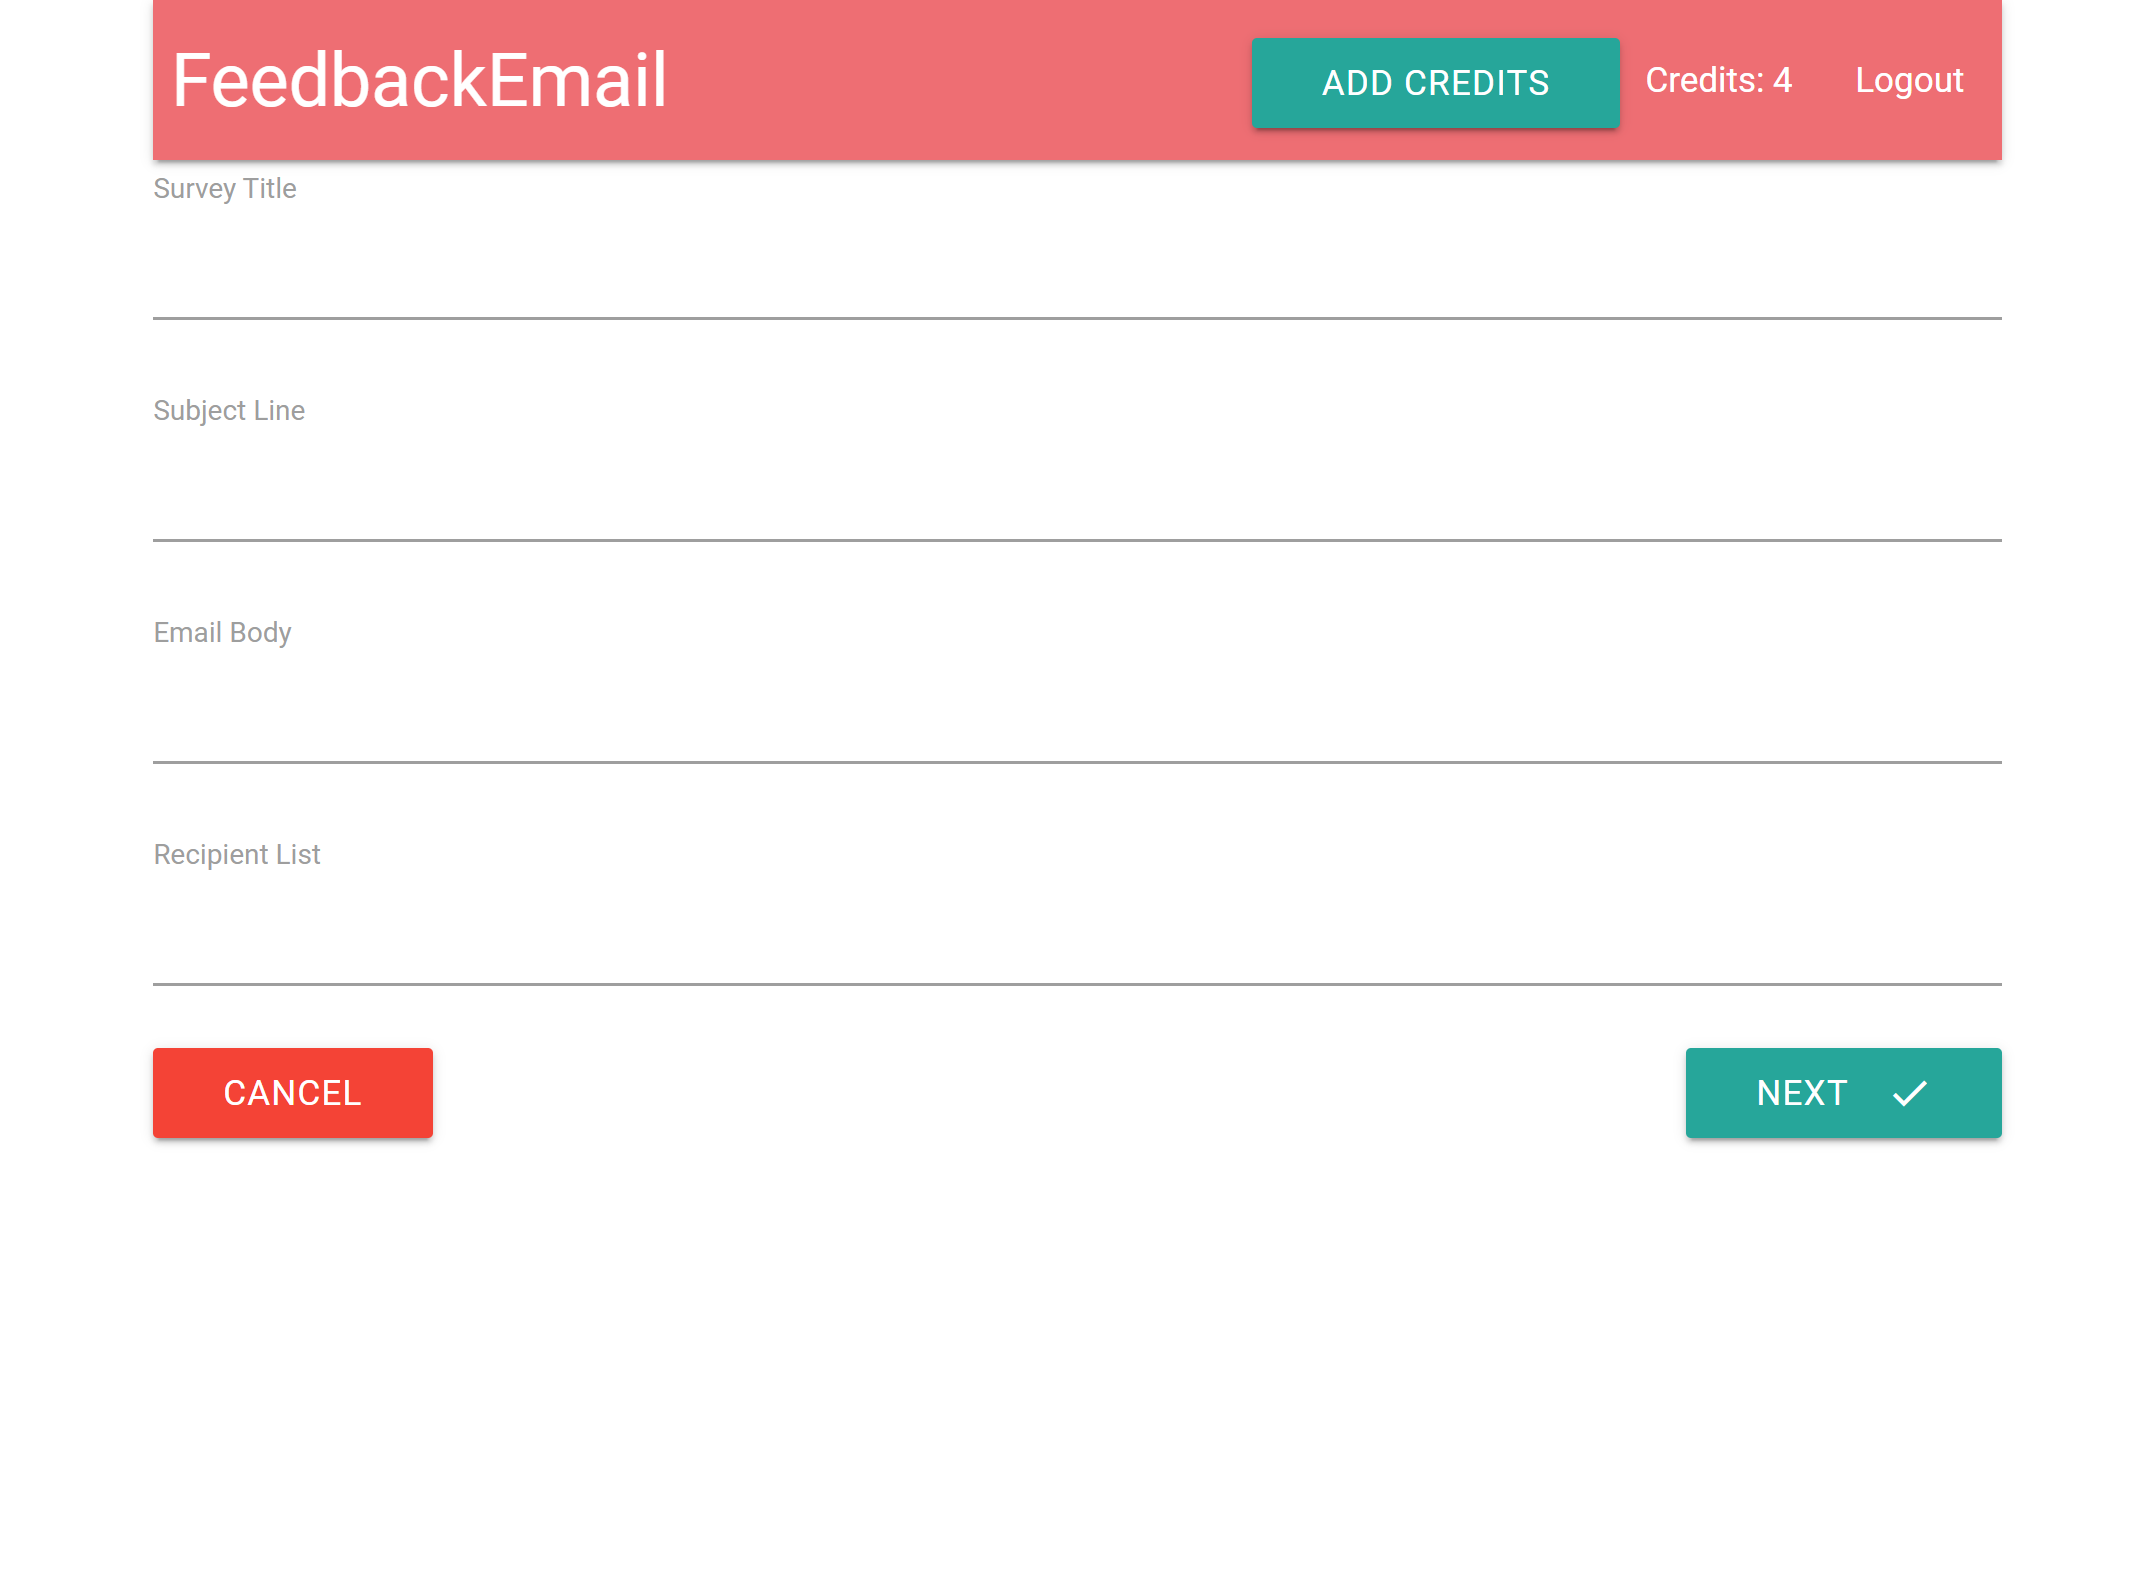 FeedbackEmail
ADD CREDITS
Credits: 4
Logout
Survey Title
Subject Line
Email Body
Recipient List
CANCEL
NEXT